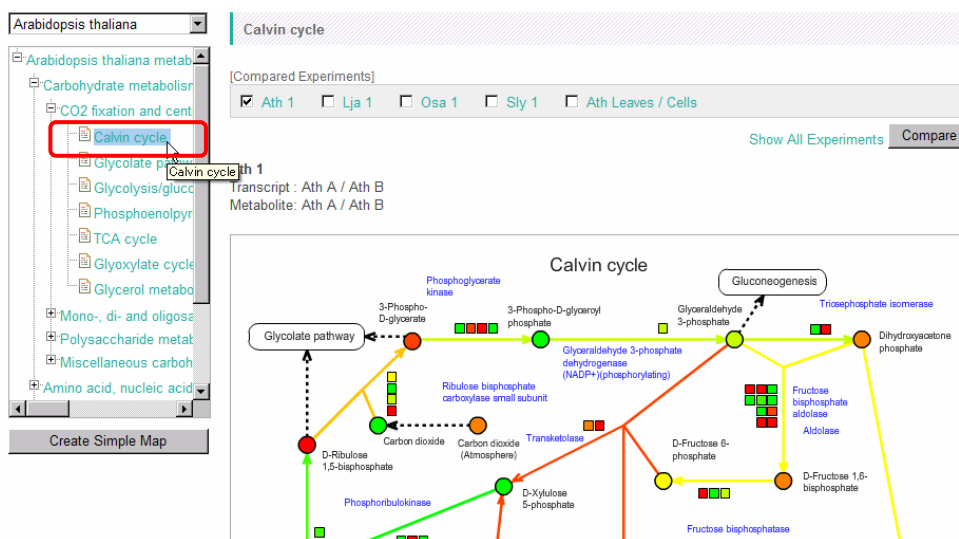 Arabidopsis thaliana
Arabidopsis thaliana metab
Carbohydrate metabolisr
CO2 fixation and cent
Calvin cycle
Glycolate
Calvin cycle
Glycolysis/gluco
Phosphoenolpyr
TCA cycle
Glyoxylate cycle
Glycerol metabo
Mono-, di- and oligosa
Polysaccharide metab
Miscellaneous carboh
Amino acid, nucleic acid
Create Simple Map
Calvin cycle
[Compared Experiments]
Ath 1 Lja 1 Osa 1 Sly 1 Ath Leaves / Cells
Show All Experiments Compare
th 1
Transcript : Ath A / Ath B
Metabolite: Ath A / Ath B
Calvin cycle
Phosphoglycerate
kinase
Gluconeogenesis
3-Phospho-
D-glycerate
3-Phospho-D-glyceroyl
phosphate
Glyceraldehyde
3-phosphate
Triosephosphate isomerase
Glycolate pathway
Dihydroxyacetone
phosphate
Glyceraldehyde 3-phosphate
dehydrogenase
(NADP+)(phosphorylating)
Ribulose bisphosphate
carboxylase small subunit
Fructose
bisphosphate
aldolase
Aldolase
Carbon dioxide
Carbon dioxide
(Atmosphere)
Transketolase
D-Fructose 6-
phosphate
D-Ribulose
1,5-bisphosphate
D-Fructose 1,6-
bisphosphate
Phosphoribulokinase
D-Xylulose
5-phosphate
Fructose bisphosphatase